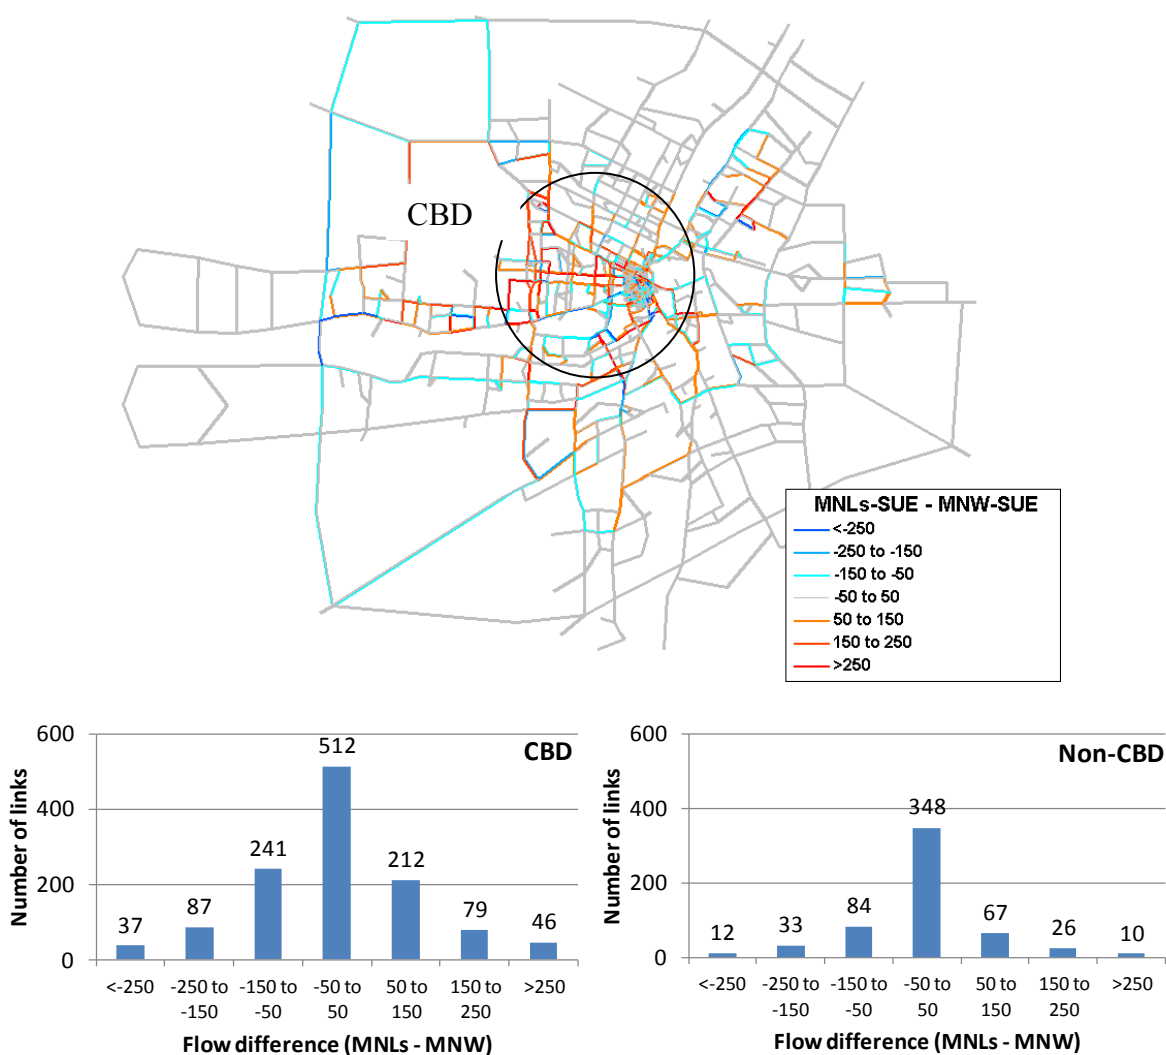 CBD
MNLs-SUE - MNW-SUE
<-250
-250 to -150
-150 to -50
-50 to 50
50 to 150
150 to 250
>250
CBD
Number of links
600
400
200
0
37
87
241
512
212
79
46
<-250
-250 to
-150
-150 to
-50
-50 to
50
50 to
150
150 to
250
>250
Flow difference (MNLs - MNW)
Non-CBD
Number of links
600
400
200
0
12
33
84
348
67
26
10
<-250
-250 to
-150
-150 to
-50
-50 to
50
50 to
150
150 to
250
>250
Flow difference (MNLs - MNW)